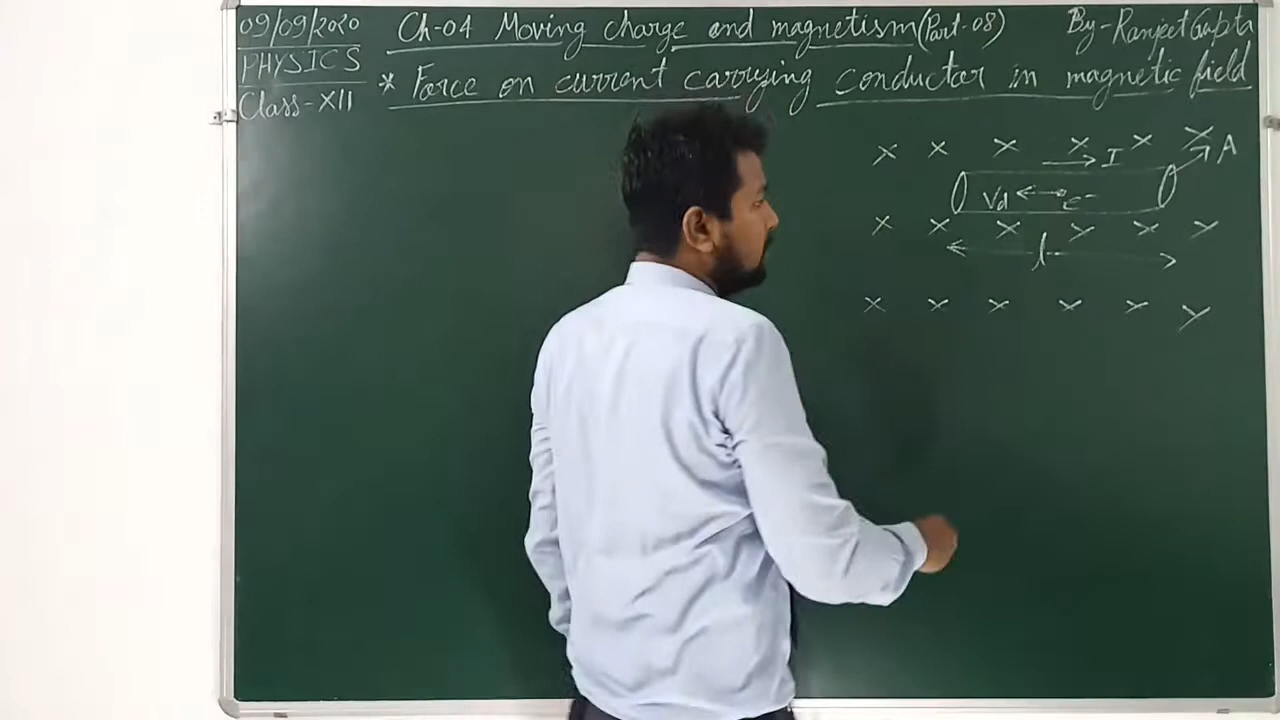 09/09/2020 Ch-04 Moving charge and magnetism (Part-08) By-Ranjeet Gupta
PHYSICS
Class-XII * Force on current carrying conductor in magnetic field
x x x x x x
I A
Vd e-
x x x x x x
l
x x x x x x